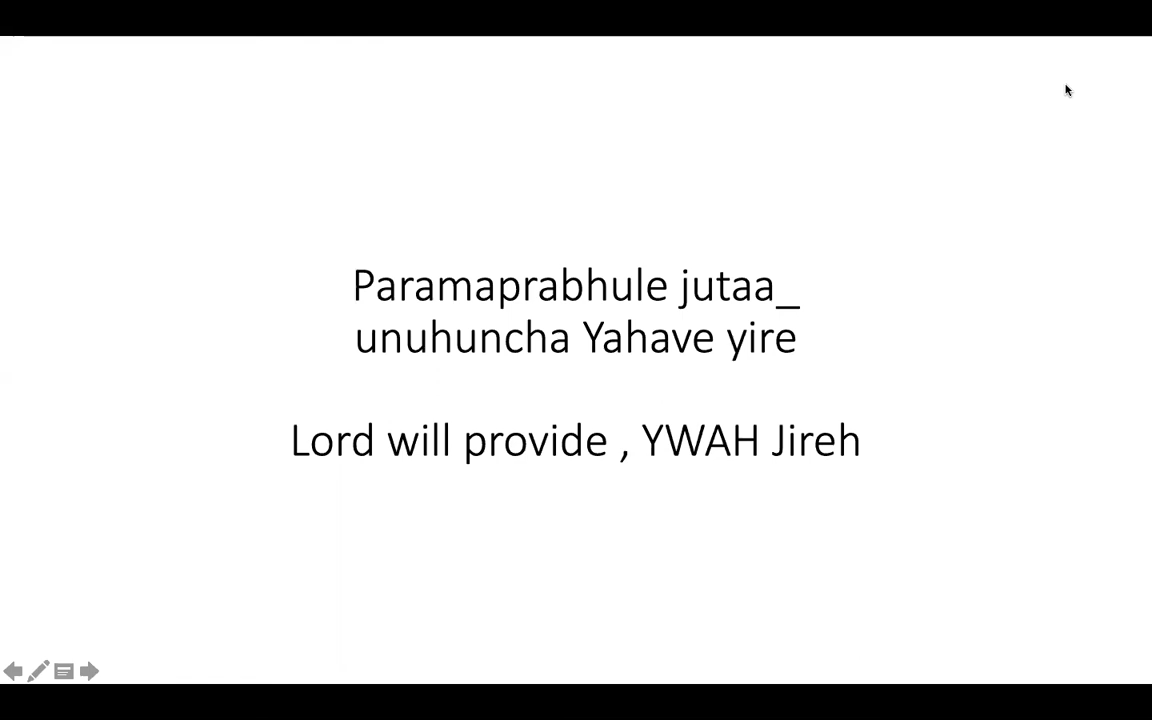 Paramaprabhule jutaa_
unuhuncha Yahave yire
Lord will provide , YWAH Jireh